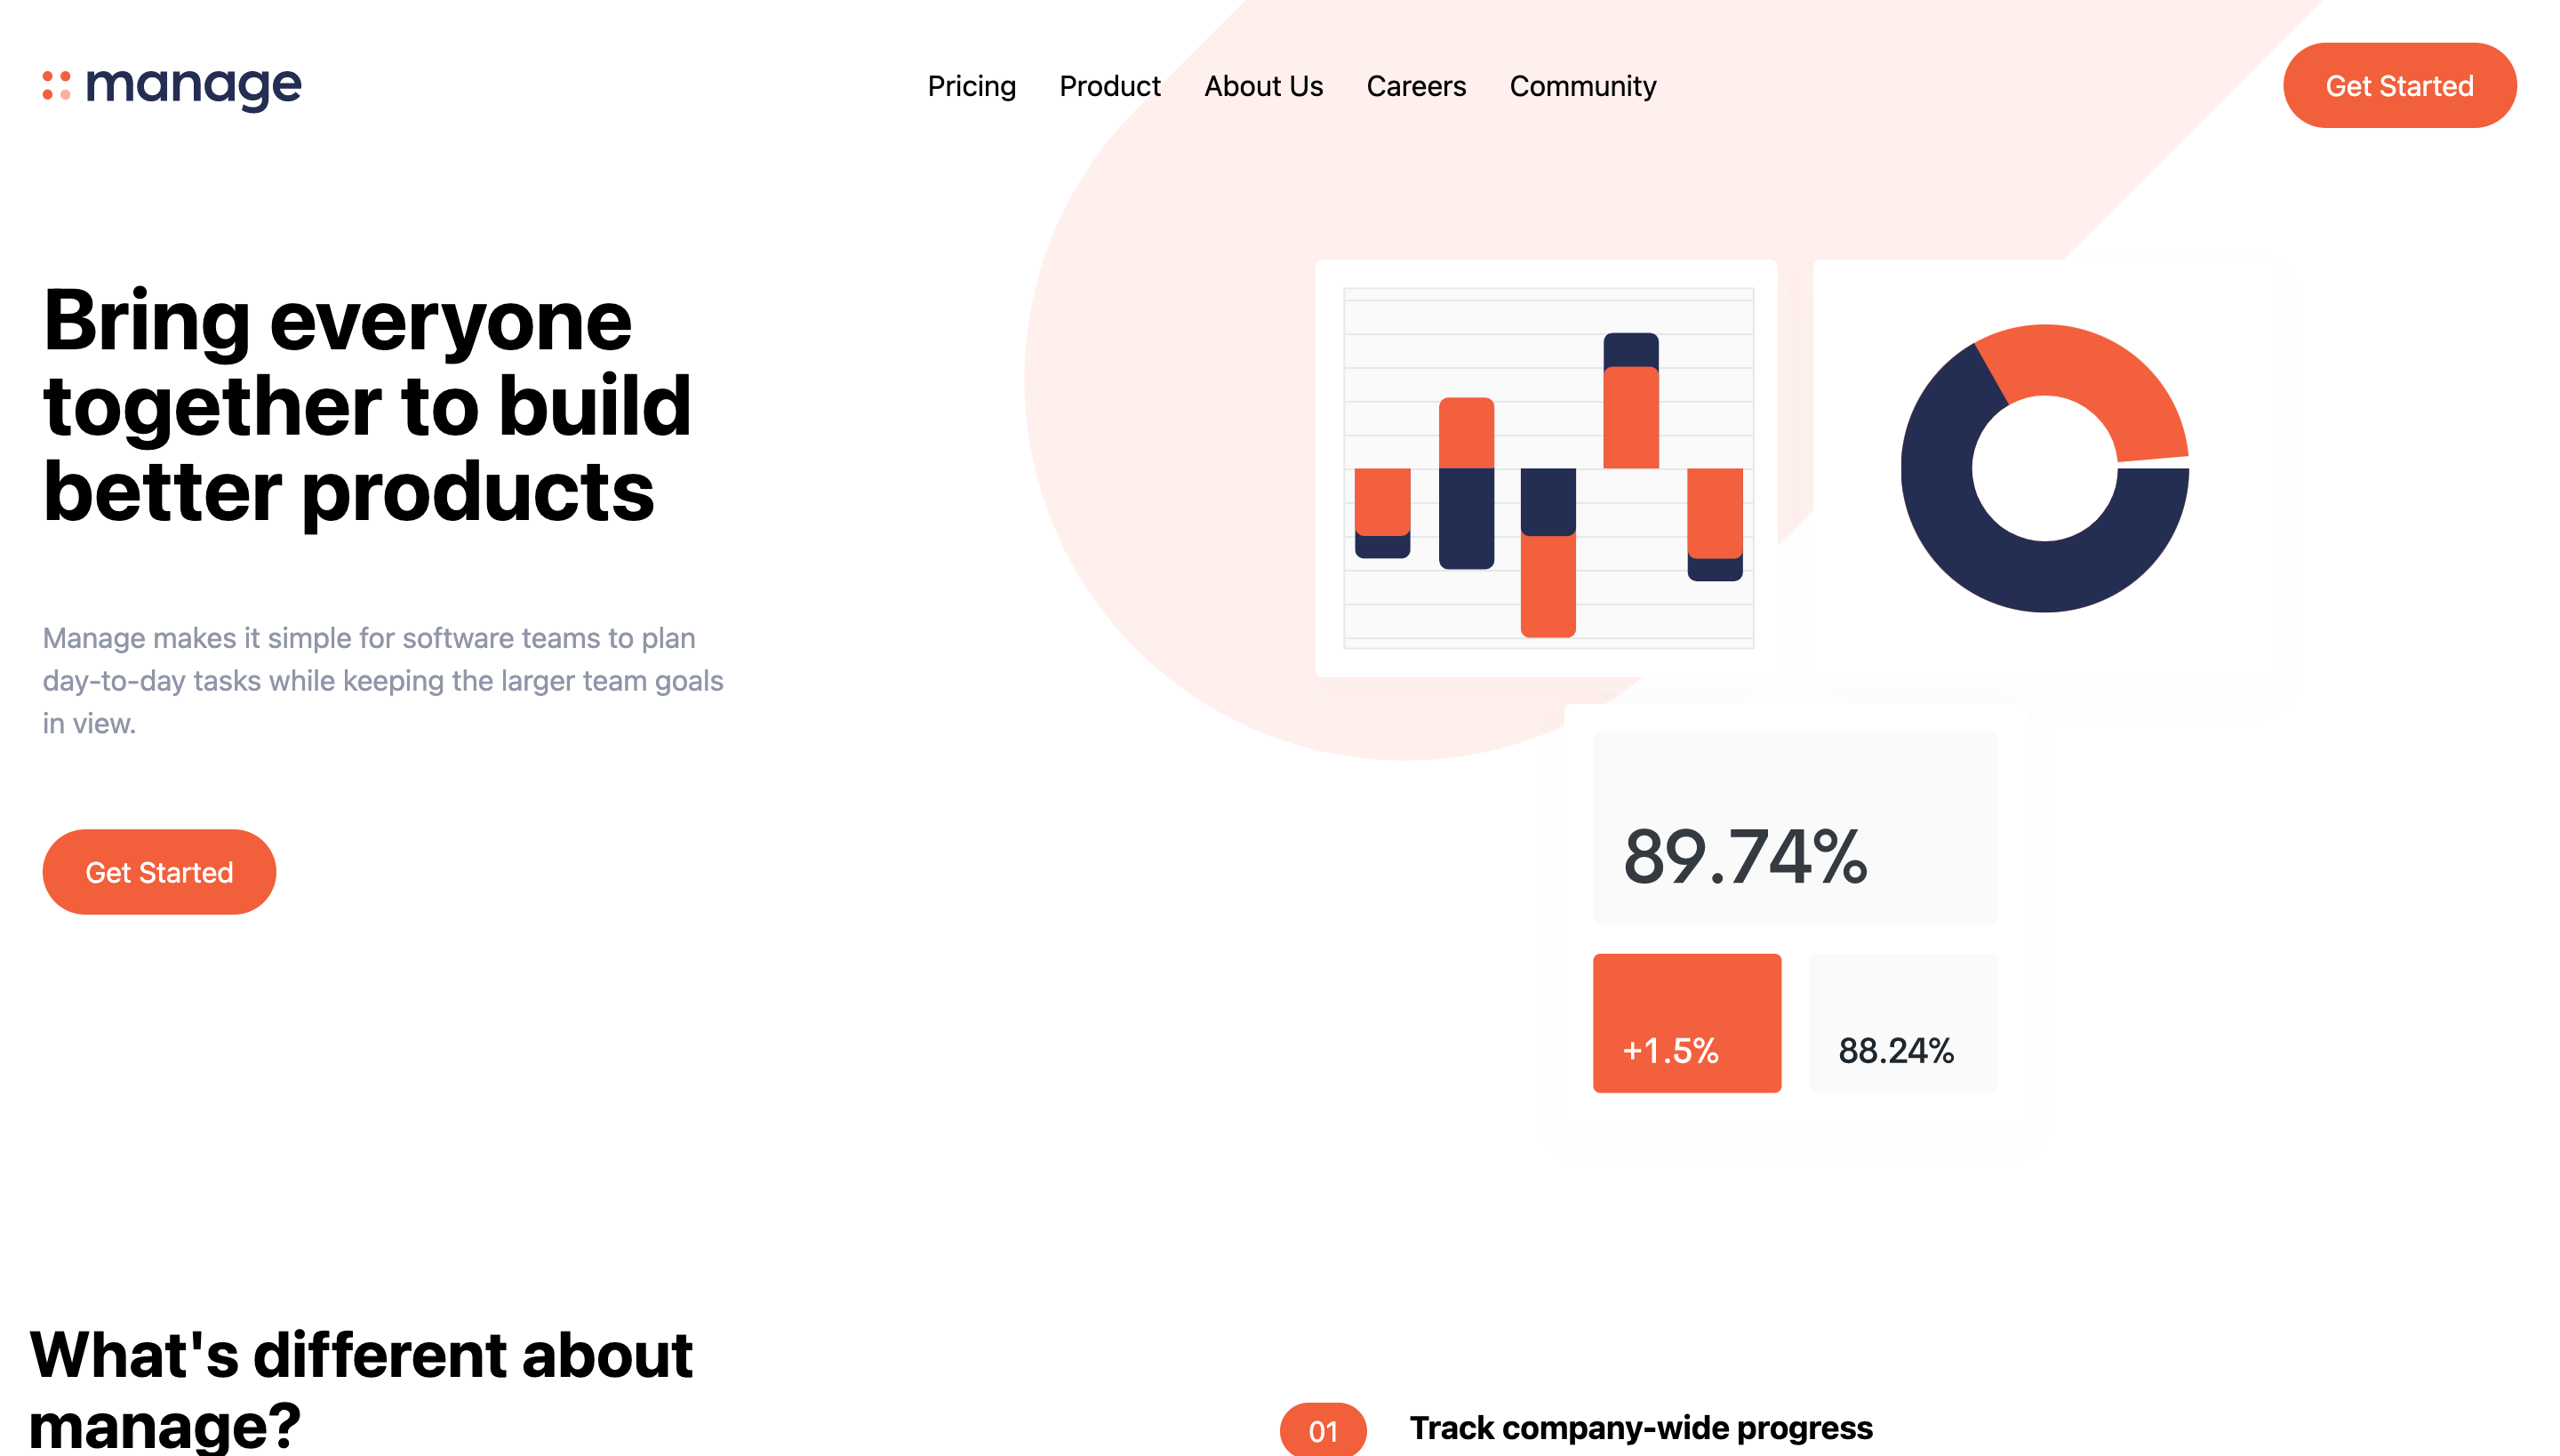 manage
Pricing Product About Us Careers Community
Get Started
Bring everyone
together to build
better products
Manage makes it simple for software teams to plan
day-to-day tasks while keeping the larger team goals
in view.
Get Started
89.74%
+1.5%
88.24%
What's different about
manage?
01
Track company-wide progress